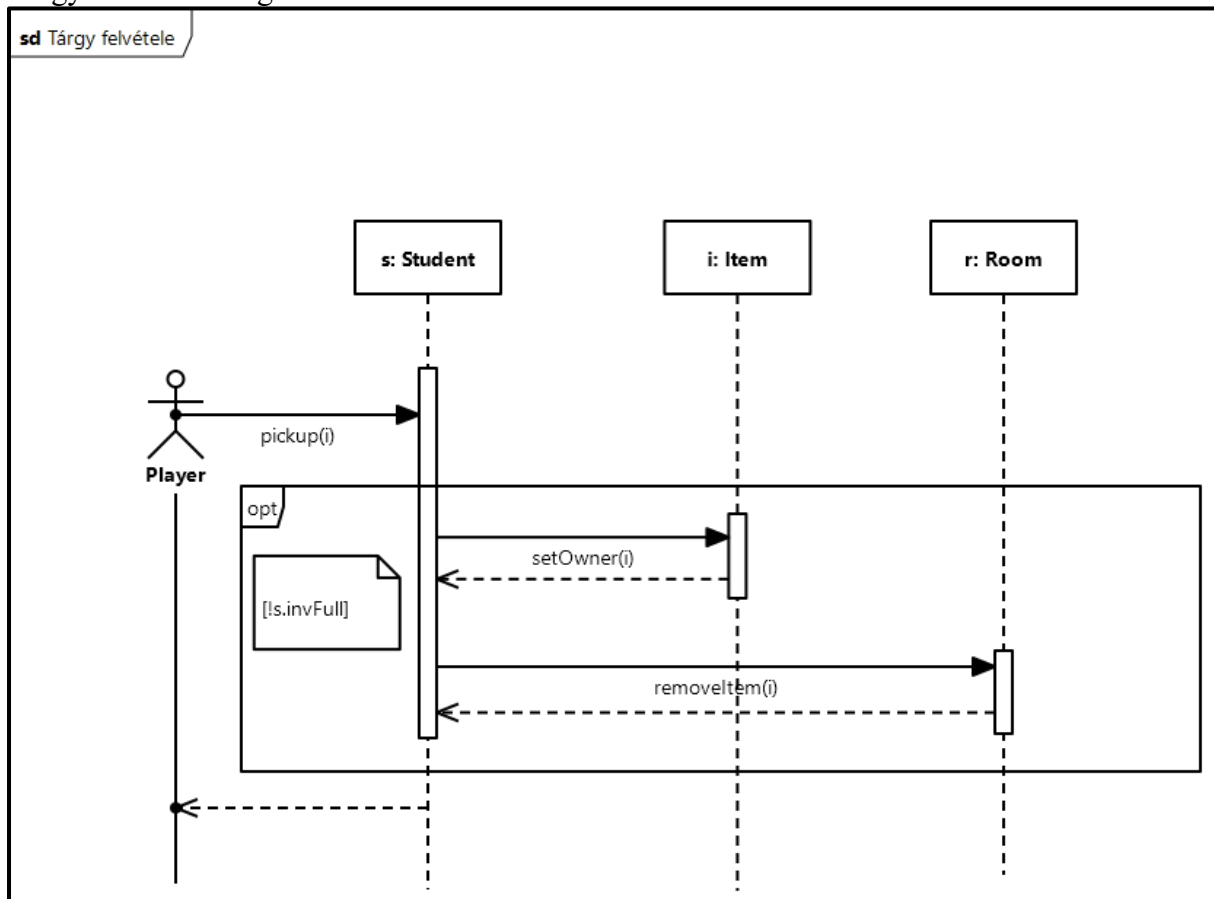 sd Tárgy felvétele
s: Student
i: Item
r: Room
pickup(i)
Player
opt
setOwner(i)
[!s.invFull]
removeItem(i)